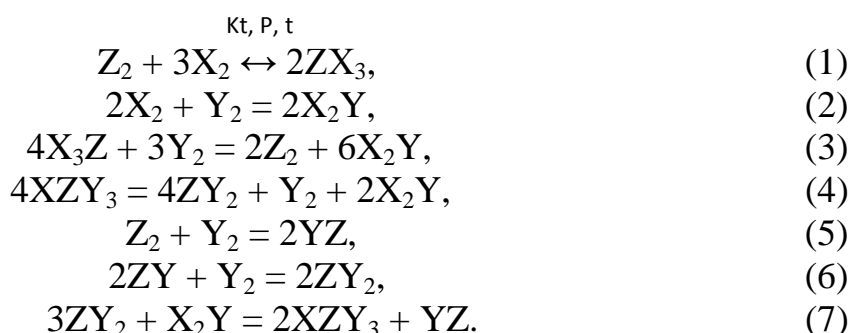 Kt, P, t
Z₂ + 3X₂ ↔ 2ZX₃, (1)
2X₂ + Y₂ = 2X₂Y, (2)
4X₃Z + 3Y₂ = 2Z₂ + 6X₂Y, (3)
4XZY₃ = 4ZY₂ + Y₂ + 2X₂Y, (4)
Z₂ + Y₂ = 2YZ, (5)
2ZY + Y₂ = 2ZY₂, (6)
3ZY₂ + X₂Y = 2XZY₃ + YZ. (7)